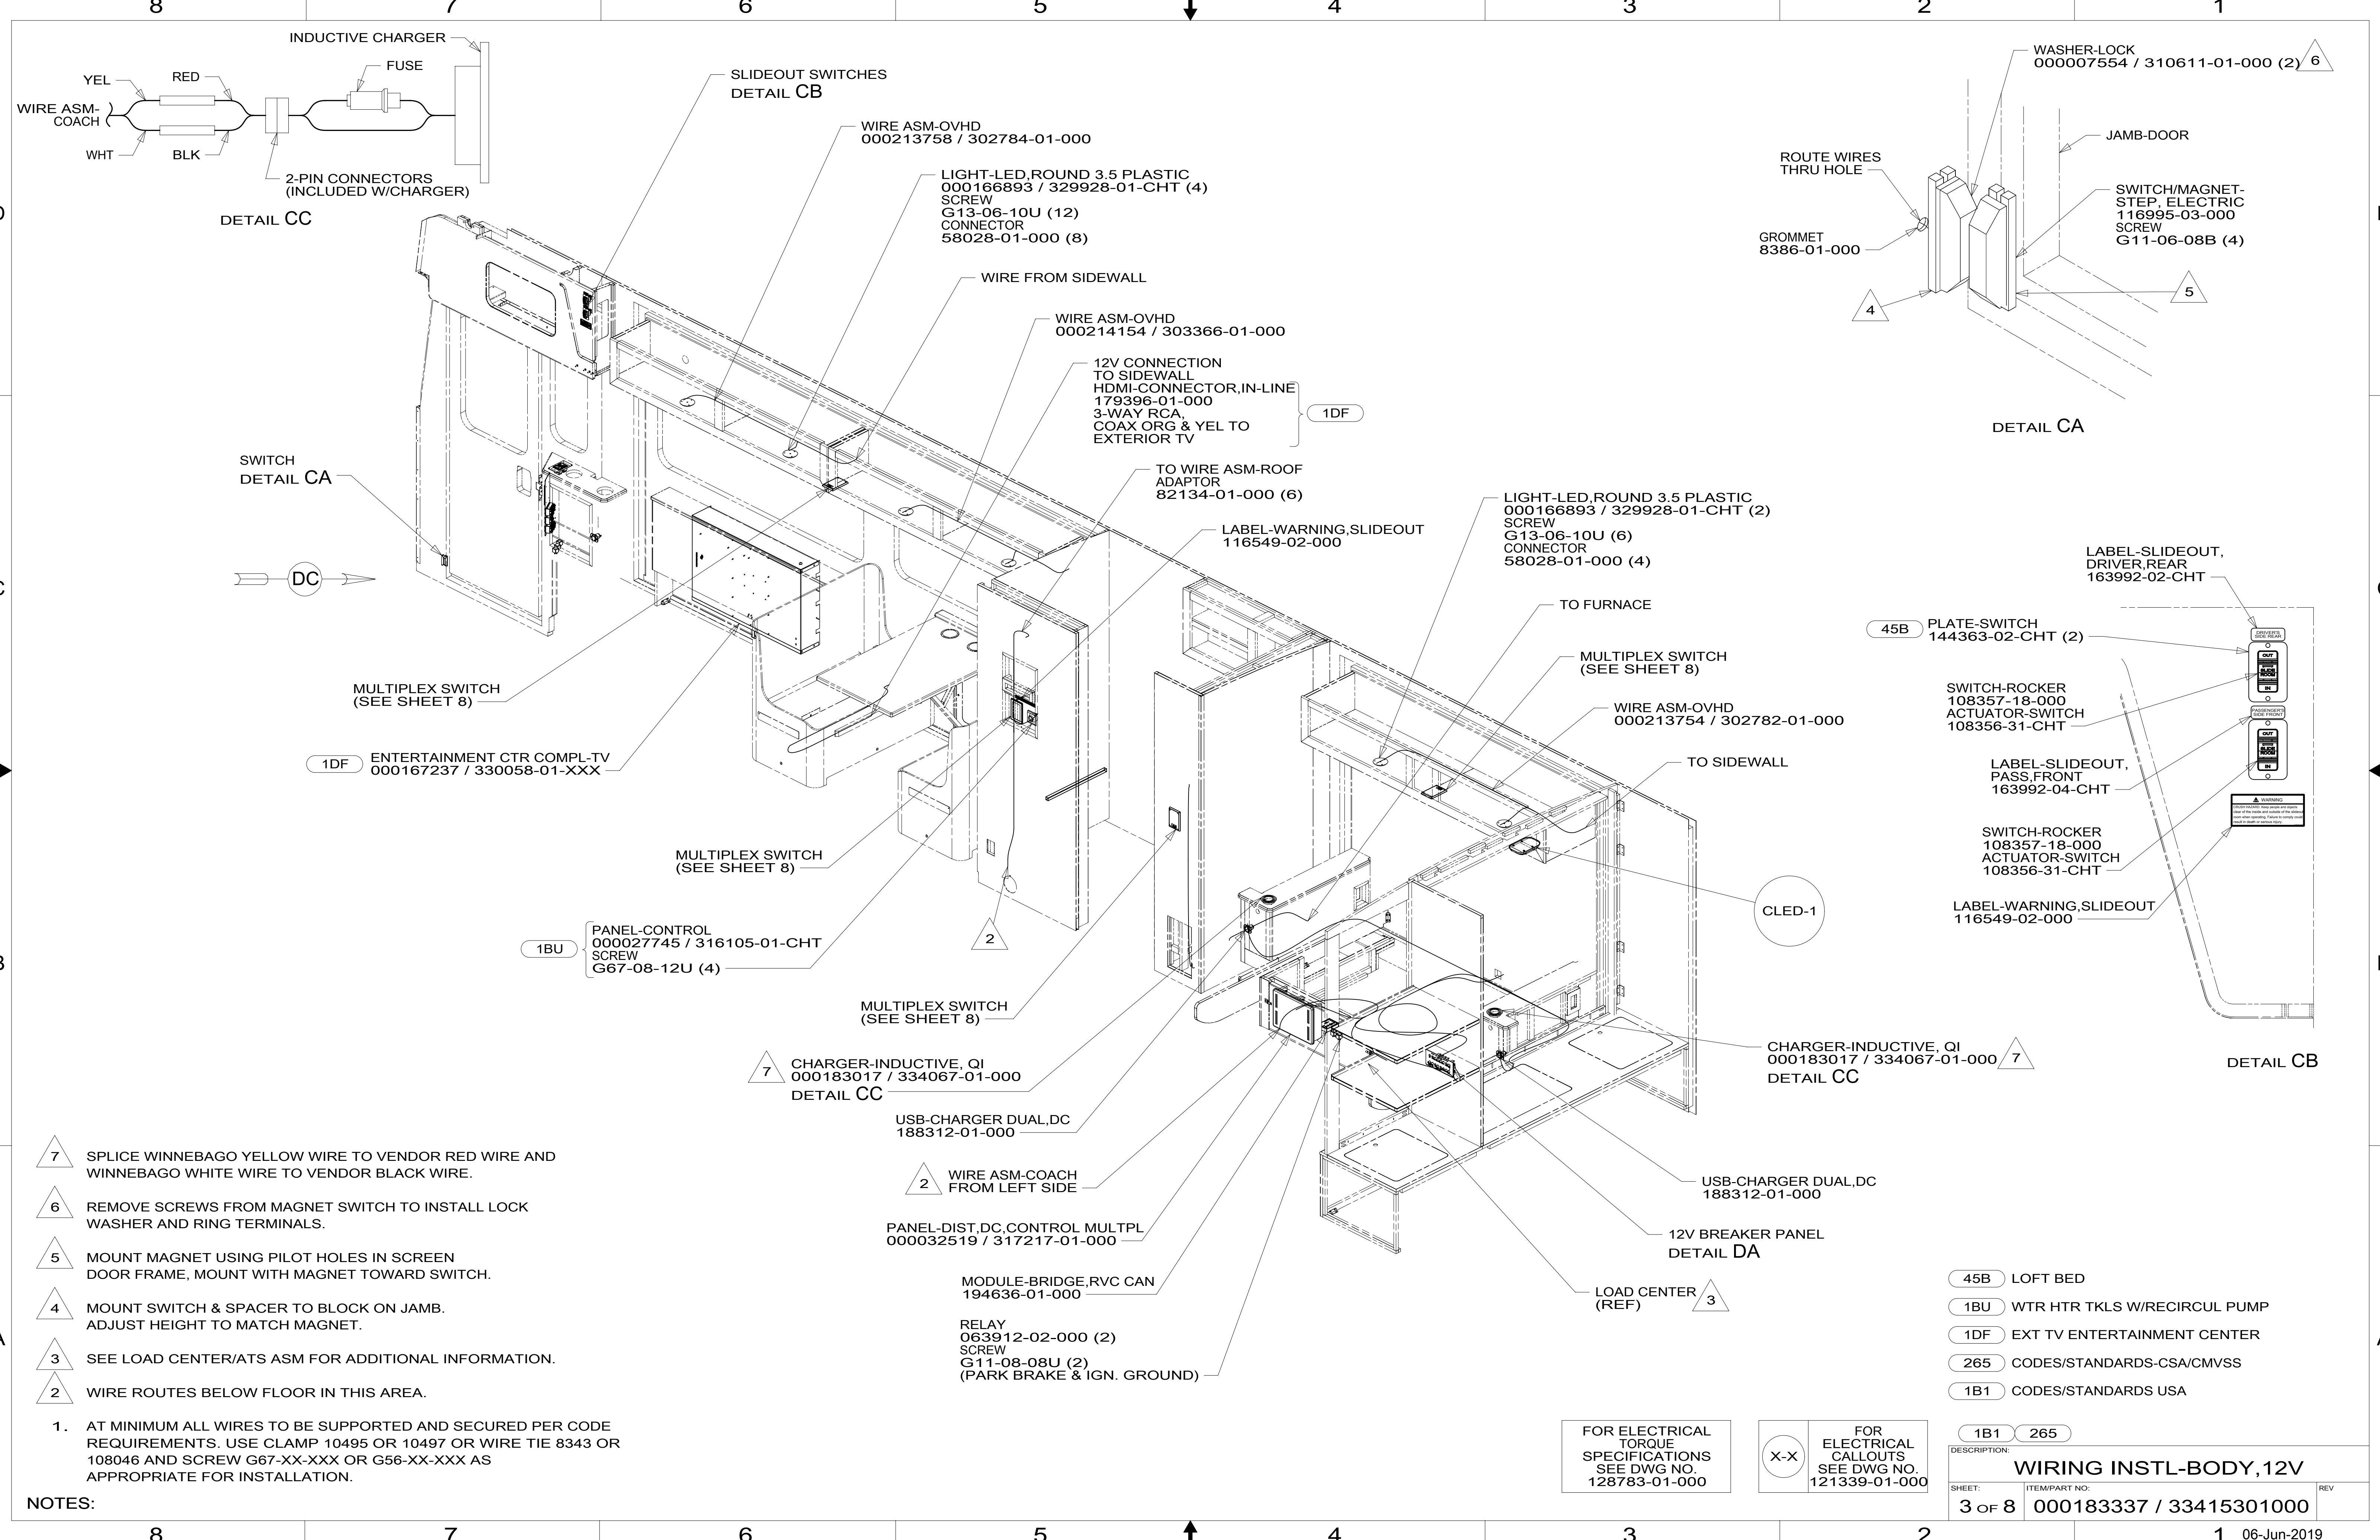 8 7 6 5 4 3 2 1
INDUCTIVE CHARGER
FUSE
YEL
RED
WIRE ASM-
COACH
WHT
BLK
2-PIN CONNECTORS
(INCLUDED W/CHARGER)
DETAIL CC
SLIDEOUT SWITCHES
DETAIL CB
WIRE ASM-OVHD
000213758 / 302784-01-000
LIGHT-LED,ROUND 3.5 PLASTIC
000166893 / 329928-01-CHT (4)
SCREW
G13-06-10U (12)
CONNECTOR
58028-01-000 (8)
WIRE FROM SIDEWALL
WIRE ASM-OVHD
000214154 / 303366-01-000
12V CONNECTION
TO SIDEWALL
HDMI-CONNECTOR,IN-LINE
179396-01-000
3-WAY RCA,
COAX ORG & YEL TO
EXTERIOR TV
1DF
TO WIRE ASM-ROOF
ADAPTOR
82134-01-000 (6)
LABEL-WARNING,SLIDEOUT
116549-02-000
WASHER-LOCK
000007554 / 310611-01-000 (2)
6
JAMB-DOOR
ROUTE WIRES
THRU HOLE
SWITCH/MAGNET-
STEP, ELECTRIC
116995-03-000
SCREW
G11-06-08B (4)
GROMMET
8386-01-000
4
5
DETAIL CA
SWITCH
DETAIL CA
DC
LIGHT-LED,ROUND 3.5 PLASTIC
000166893 / 329928-01-CHT (2)
SCREW
G13-06-10U (6)
CONNECTOR
58028-01-000 (4)
TO FURNACE
MULTIPLEX SWITCH
(SEE SHEET 8)
WIRE ASM-OVHD
000213754 / 302782-01-000
TO SIDEWALL
CLED-1
LABEL-SLIDEOUT,
DRIVER,REAR
163992-02-CHT
45B
PLATE-SWITCH
144363-02-CHT (2)
SWITCH-ROCKER
108357-18-000
ACTUATOR-SWITCH
108356-31-CHT
LABEL-SLIDEOUT,
PASS,FRONT
163992-04-CHT
SWITCH-ROCKER
108357-18-000
ACTUATOR-SWITCH
108356-31-CHT
LABEL-WARNING,SLIDEOUT
116549-02-000
DRIVER'S
SIDE REAR
OUT
SLIDE
ROOM
IN
PASSENGER'S
SIDE FRONT
OUT
SLIDE
ROOM
IN
WARNING
DETAIL CB
MULTIPLEX SWITCH
(SEE SHEET 8)
1DF
ENTERTAINMENT CTR COMPL-TV
000167237 / 330058-01-XXX
MULTIPLEX SWITCH
(SEE SHEET 8)
1BU
PANEL-CONTROL
000027745 / 316105-01-CHT
SCREW
G67-08-12U (4)
2
MULTIPLEX SWITCH
(SEE SHEET 8)
7
CHARGER-INDUCTIVE, QI
000183017 / 334067-01-000
DETAIL CC
USB-CHARGER DUAL,DC
188312-01-000
2
WIRE ASM-COACH
FROM LEFT SIDE
PANEL-DIST,DC,CONTROL MULTPL
000032519 / 317217-01-000
MODULE-BRIDGE,RVC CAN
194636-01-000
RELAY
063912-02-000 (2)
SCREW
G11-08-08U (2)
(PARK BRAKE & IGN. GROUND)
CHARGER-INDUCTIVE, QI
000183017 / 334067-01-000
7
DETAIL CC
USB-CHARGER DUAL,DC
188312-01-000
12V BREAKER PANEL
DETAIL DA
LOAD CENTER
(REF)
3
7 SPLICE WINNEBAGO YELLOW WIRE TO VENDOR RED WIRE AND
WINNEBAGO WHITE WIRE TO VENDOR BLACK WIRE.
6 REMOVE SCREWS FROM MAGNET SWITCH TO INSTALL LOCK
WASHER AND RING TERMINALS.
5 MOUNT MAGNET USING PILOT HOLES IN SCREEN
DOOR FRAME, MOUNT WITH MAGNET TOWARD SWITCH.
4 MOUNT SWITCH & SPACER TO BLOCK ON JAMB.
ADJUST HEIGHT TO MATCH MAGNET.
3 SEE LOAD CENTER/ATS ASM FOR ADDITIONAL INFORMATION.
2 WIRE ROUTES BELOW FLOOR IN THIS AREA.
1. AT MINIMUM ALL WIRES TO BE SUPPORTED AND SECURED PER CODE
REQUIREMENTS. USE CLAMP 10495 OR 10497 OR WIRE TIE 8343 OR
108046 AND SCREW G67-XX-XXX OR G56-XX-XXX AS
APPROPRIATE FOR INSTALLATION.
NOTES:
45B LOFT BED
1BU WTR HTR TKLS W/RECIRCUL PUMP
1DF EXT TV ENTERTAINMENT CENTER
265 CODES/STANDARDS-CSA/CMVSS
1B1 CODES/STANDARDS USA
FOR ELECTRICAL
TORQUE
SPECIFICATIONS
SEE DWG NO.
128783-01-000
X-X
FOR
ELECTRICAL
CALLOUTS
SEE DWG NO.
121339-01-000
1B1 265
DESCRIPTION:
WIRING INSTL-BODY,12V
SHEET:
3 OF 8
ITEM/PART NO:
000183337 / 33415301000
REV
8 7 6 5 4 3 2 1
06-Jun-2019